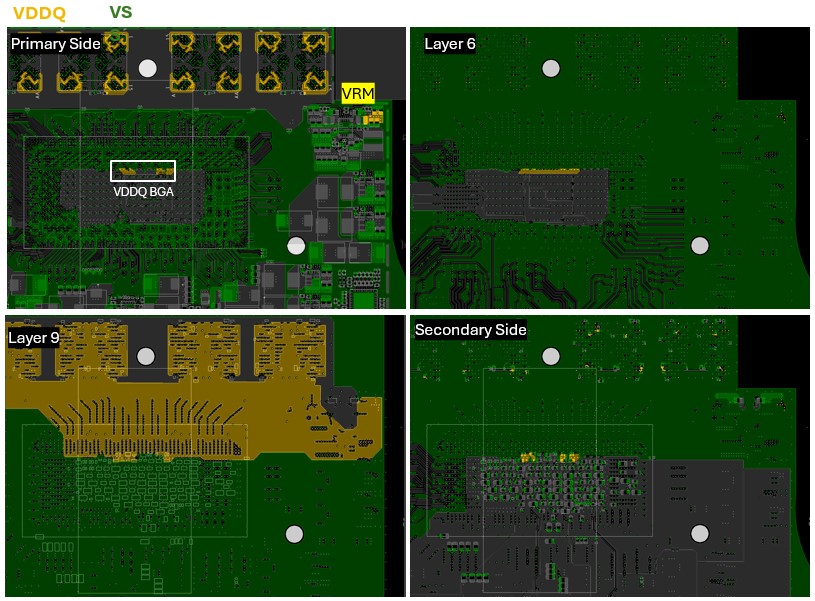 VDDQ VS
Primary Side
Layer 6
VRM
VDDQ BGA
Layer 9
Secondary Side